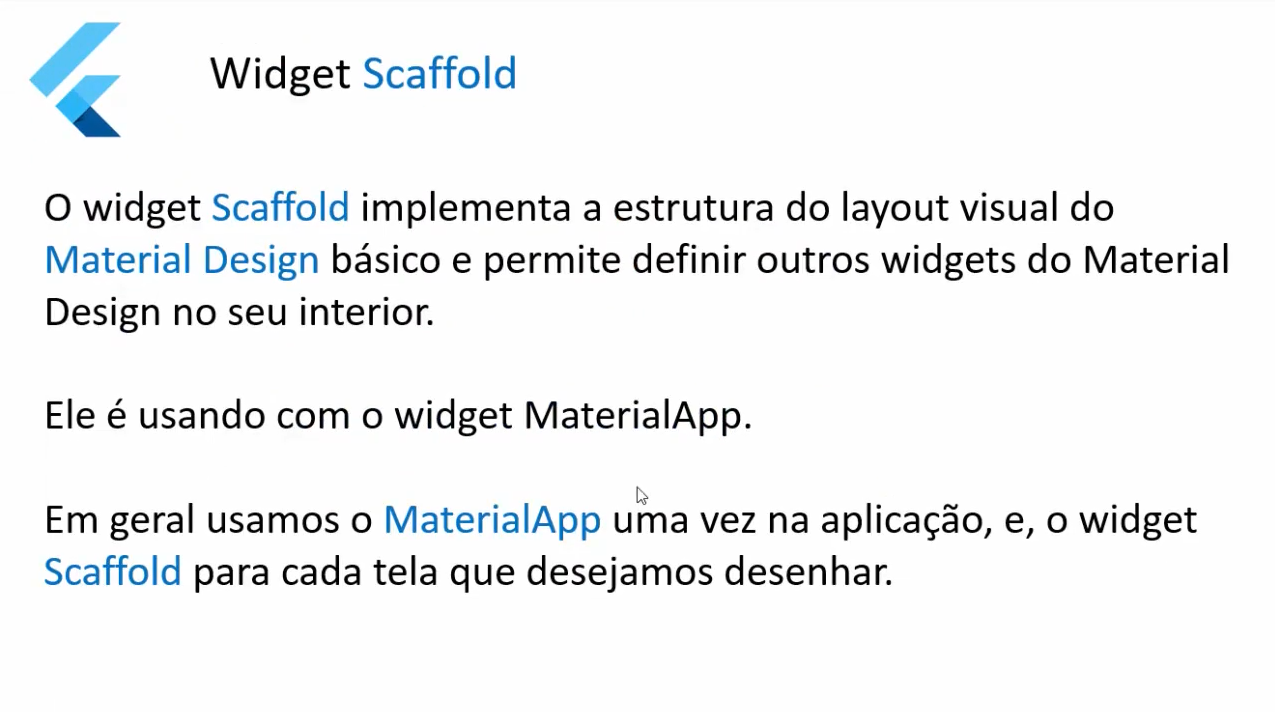 Widget Scaffold
O widget Scaffold implementa a estrutura do layout visual do
Material Design básico e permite definir outros widgets do Material
Design no seu interior.
Ele é usando com o widget MaterialApp.
Em geral usamos o MaterialApp uma vez na aplicação, e, o widget
Scaffold para cada tela que desejamos desenhar.